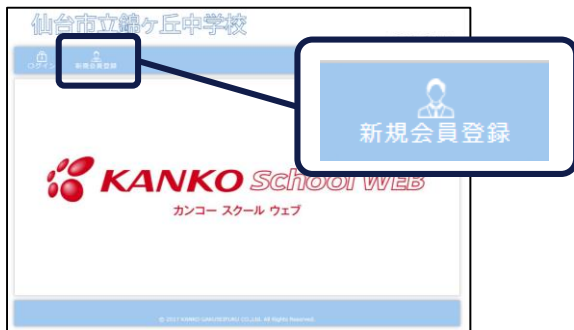 仙台市立錦ケ丘中学校
ログイン
新規会員登録
新規会員登録
KANKO School WEB
カンコー スクール ウェブ
© 2017 KANKO GAKUSEIFUKU CO.,LTD. All Rights Reserved.